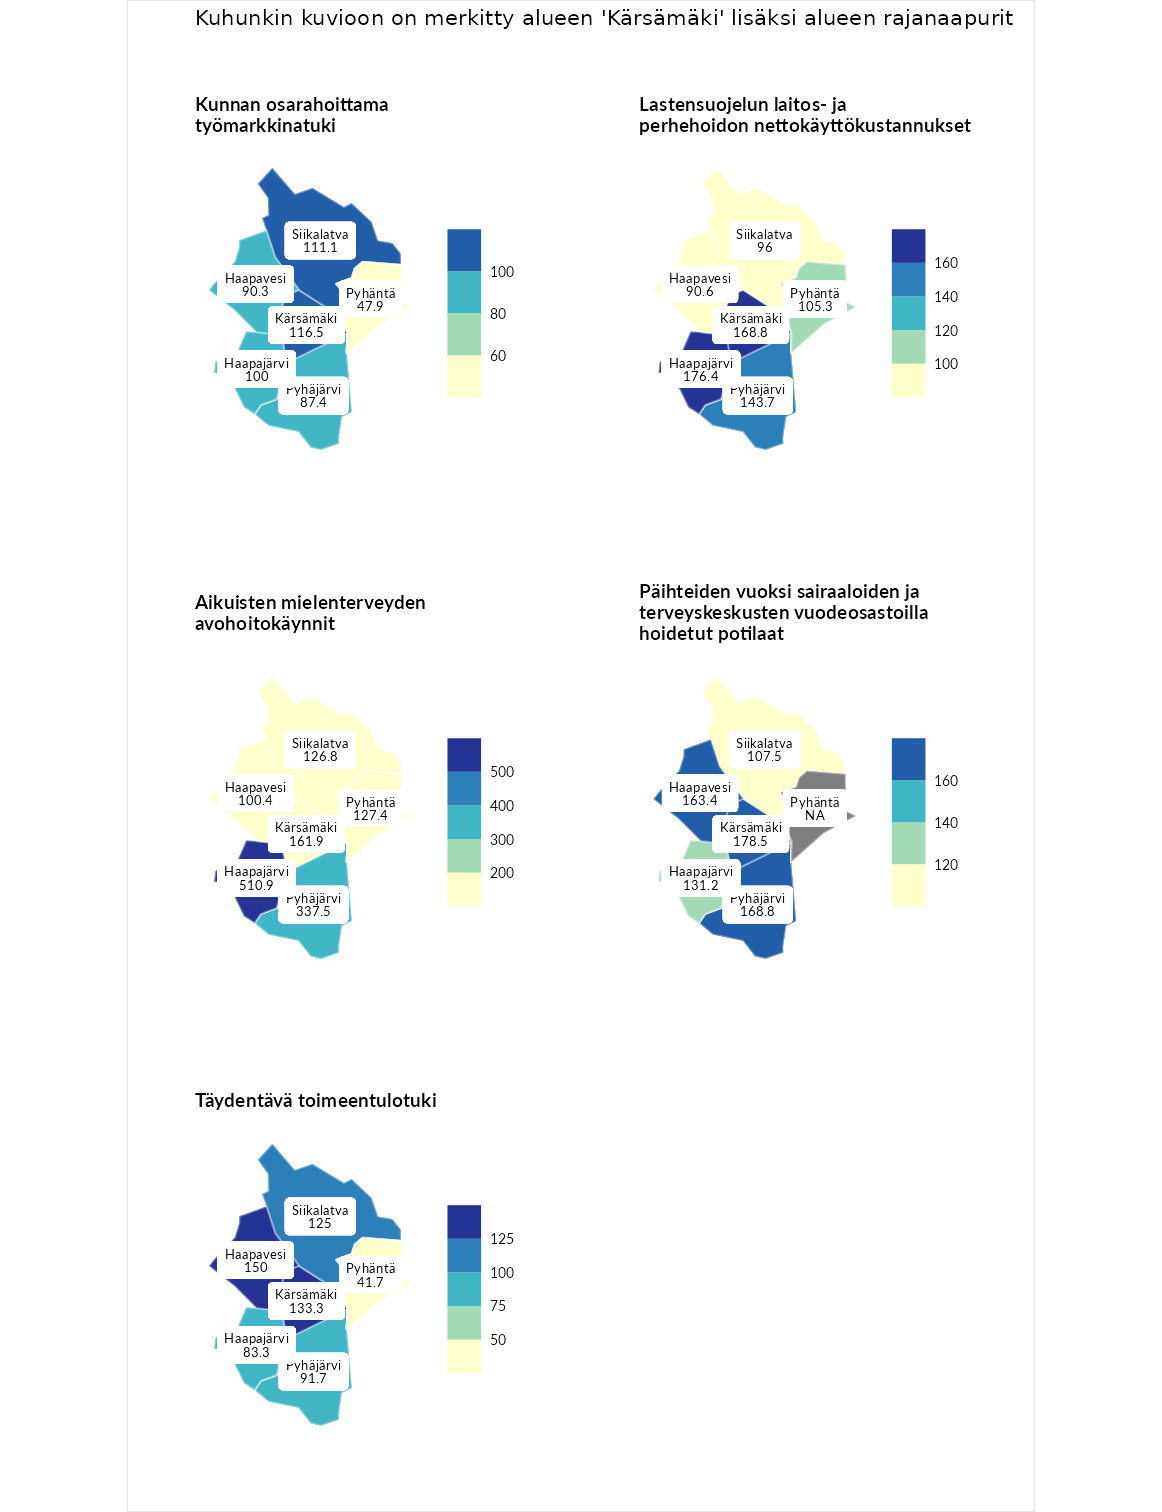 Kuhunkin kuvioon on merkitty alueen 'Kärsämäki' lisäksi alueen rajanaapurit
Kunnan osarahoittama
työmarkkinatuki
Siikalatva
111.1
Haapavesi
90.3
Pyhäntä
47.9
Kärsämäki
116.5
Haapajärvi
100
Pyhäjärvi
87.4
100
80
60
Lastensuojelun laitos- ja
perhehoidon nettokäyttökustannukset
Siikalatva
96
Haapavesi
90.6
Pyhäntä
105.3
Kärsämäki
168.8
Haapajärvi
176.4
Pyhäjärvi
143.7
160
140
120
100
Aikuisten mielenterveyden
avohoitokäynnit
Siikalatva
126.8
Haapavesi
100.4
Pyhäntä
127.4
Kärsämäki
161.9
Haapajärvi
510.9
Pyhäjärvi
337.5
500
400
300
200
Päihteiden vuoksi sairaaloiden ja
terveyskeskusten vuodeosastoilla
hoidetut potilaat
Siikalatva
107.5
Haapavesi
163.4
Pyhäntä
NA
Kärsämäki
178.5
Haapajärvi
131.2
Pyhäjärvi
168.8
160
140
120
Täydentävä toimeentulotuki
Siikalatva
125
Haapavesi
150
Pyhäntä
41.7
Kärsämäki
133.3
Haapajärvi
83.3
Pyhäjärvi
91.7
125
100
75
50